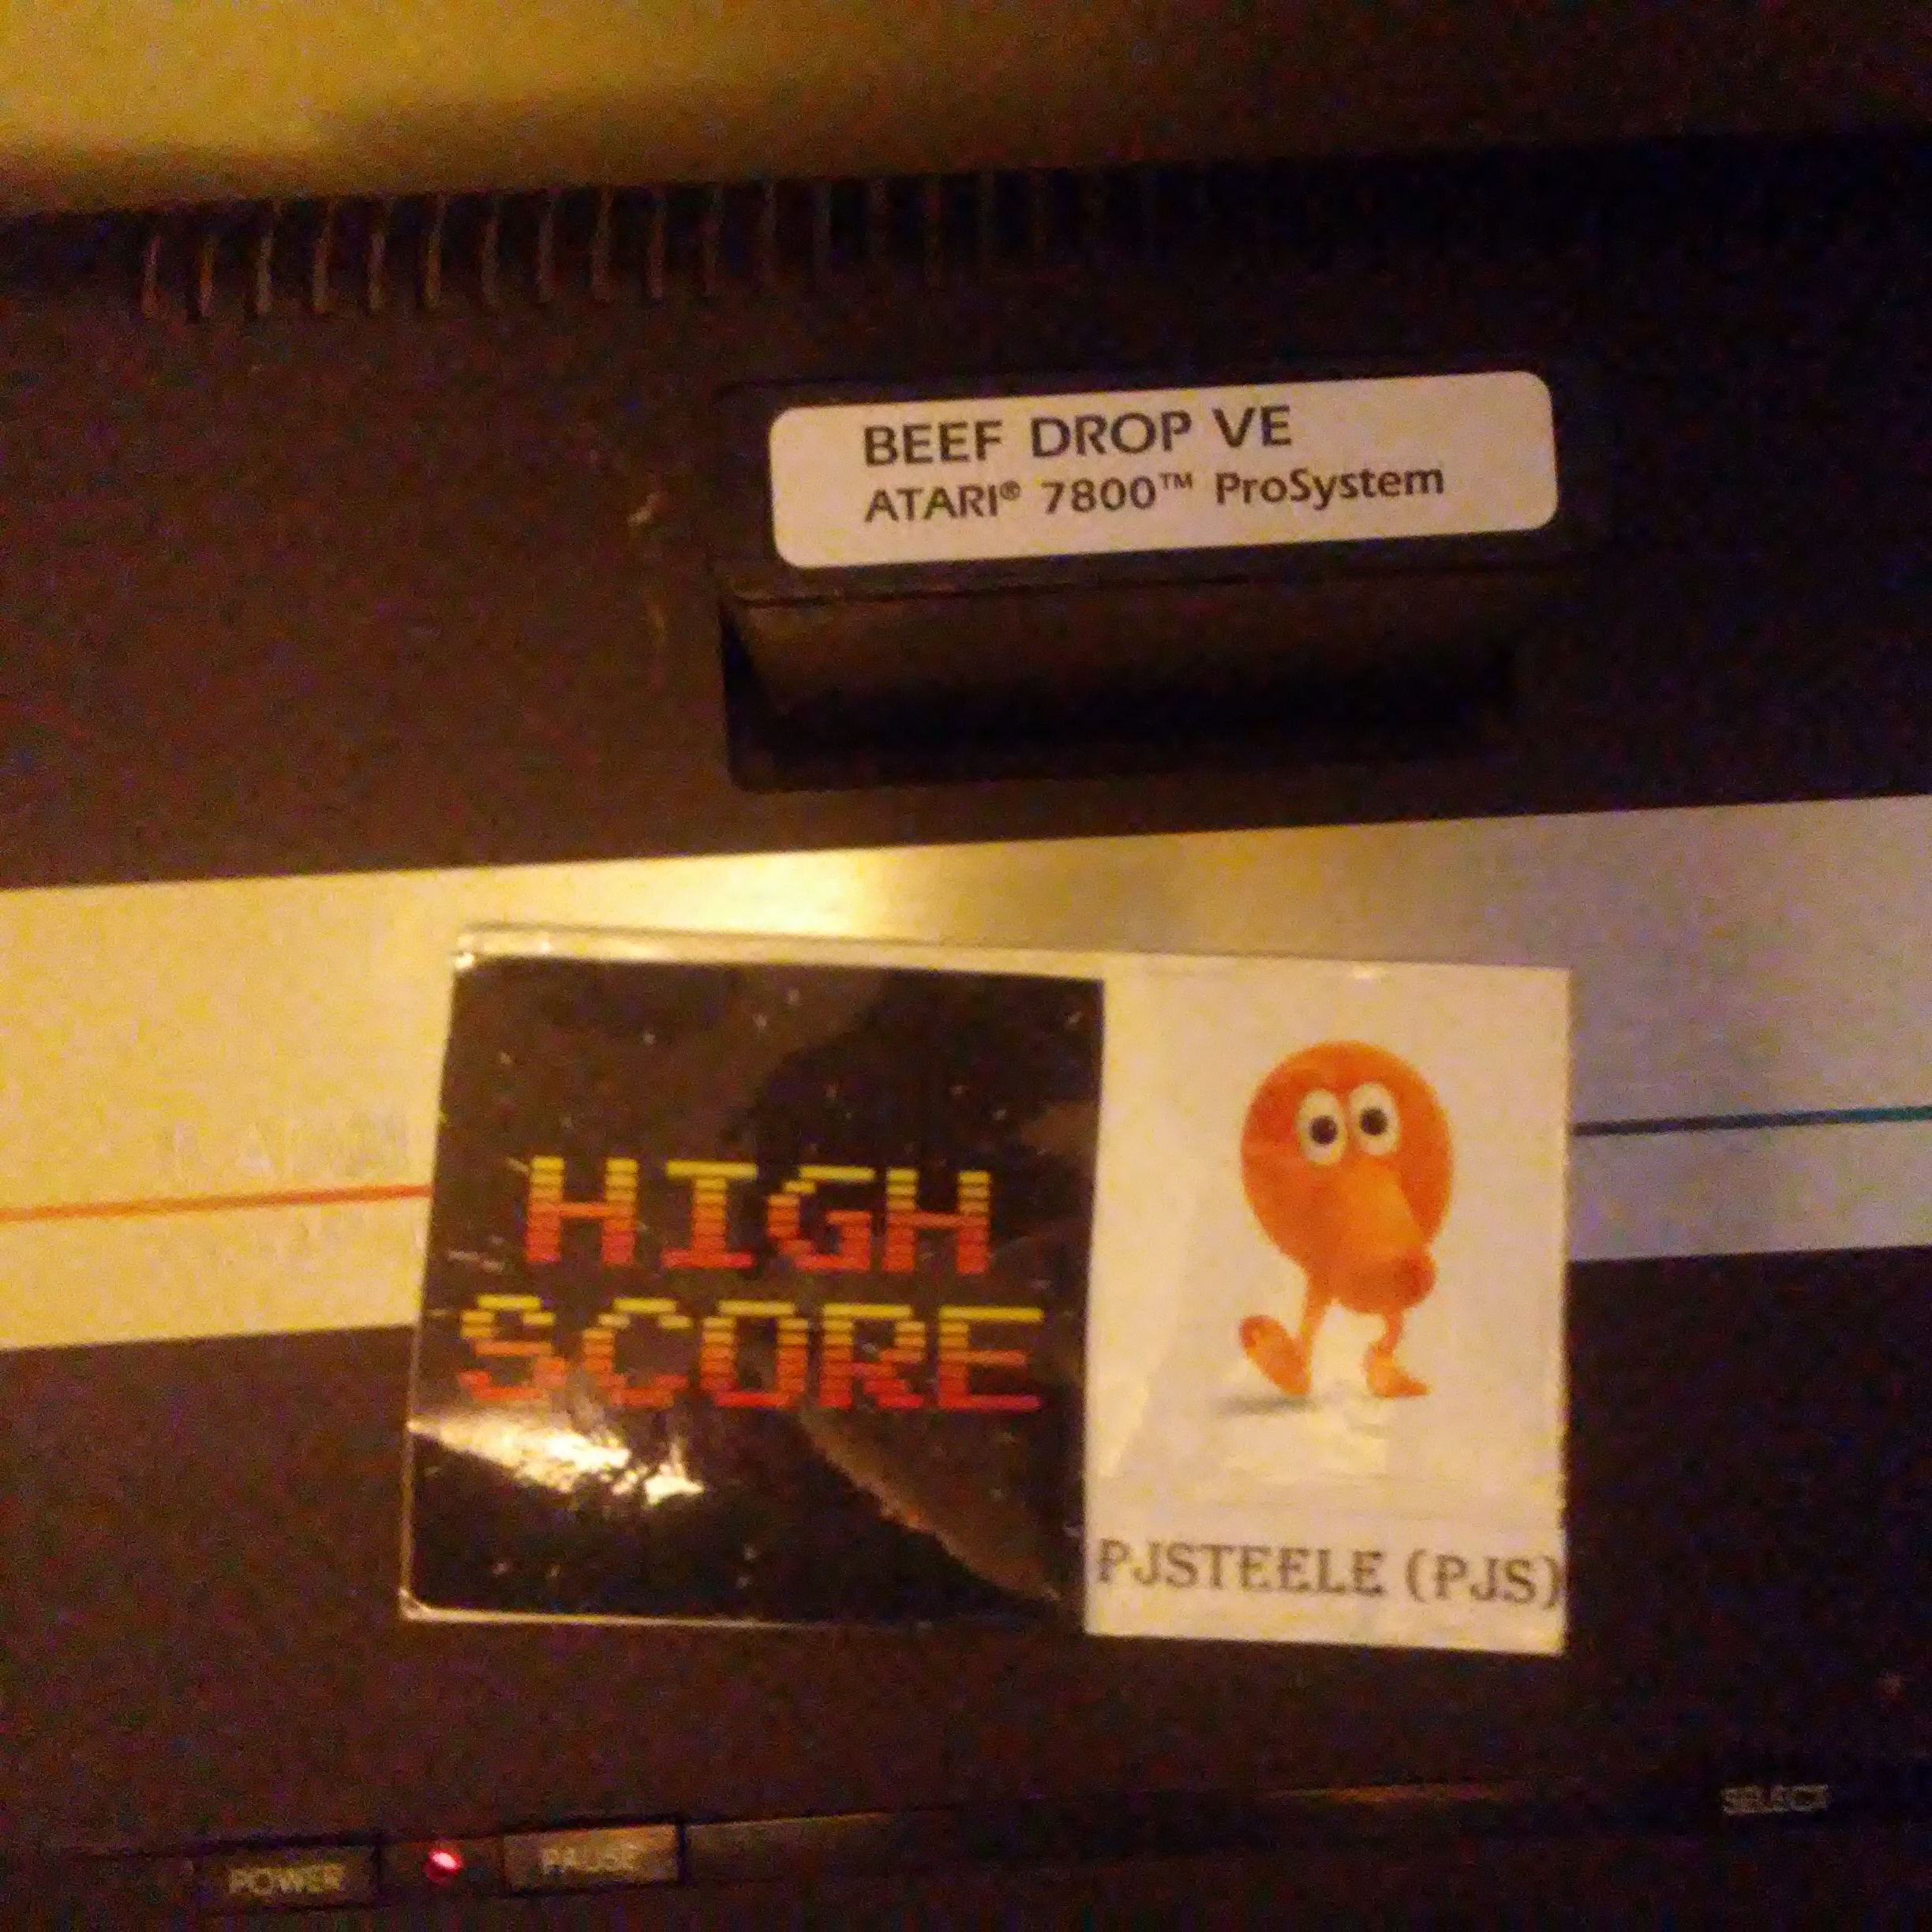 BEEF DROP VE
ATARI® 7800™ ProSystem
HIGH
SCORE
PJSTEELE (PJS)
SELECT
POWER
PAUSE